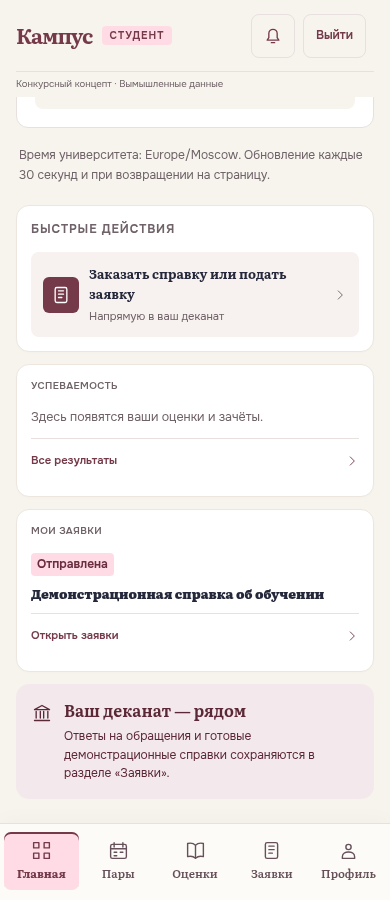 Кампус
СТУДЕНТ
Выйти
Конкурсный концепт · Вымышленные данные
Время университета: Europe/Moscow. Обновление каждые
30 секунд и при возвращении на страницу.
БЫСТРЫЕ ДЕЙСТВИЯ
Заказать справку или подать
заявку
Напрямую в ваш деканат
УСПЕВАЕМОСТЬ
Здесь появятся ваши оценки и зачёты.
Все результаты
МОИ ЗАЯВКИ
Отправлена
Демонстрационная справка об обучении
Открыть заявки
Ваш деканат — рядом
Ответы на обращения и готовые
демонстрационные справки сохраняются в
разделе «Заявки».
Главная
Пары
Оценки
Заявки
Профиль